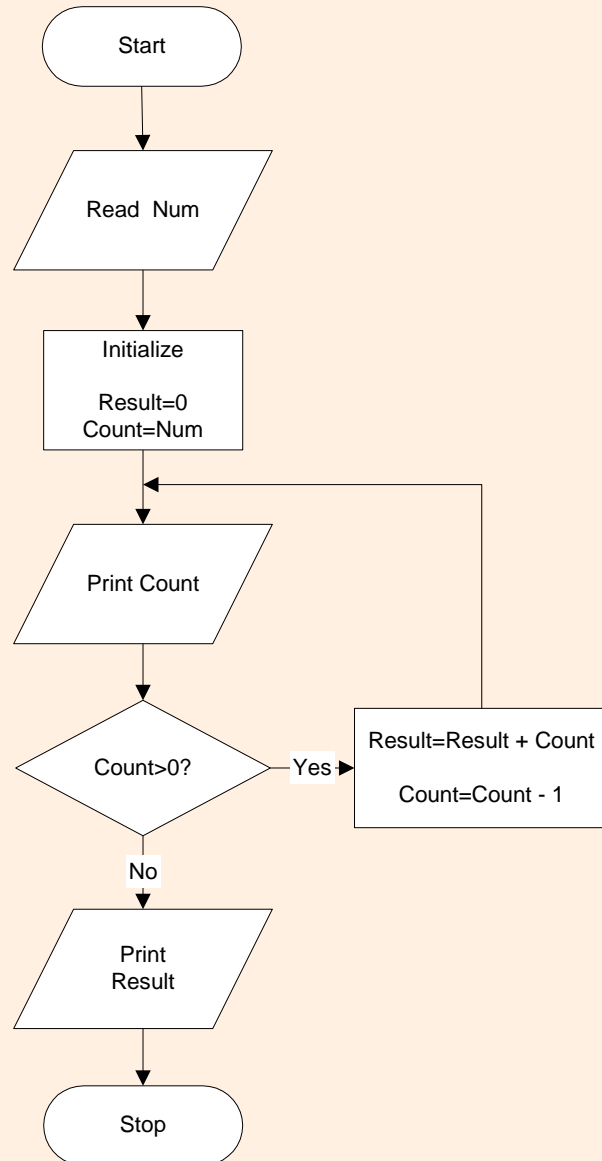 Start
Read Num
Initialize
Result=0
Count=Num
Print Count
Count>0?
Yes
Result=Result + Count
Count=Count - 1
No
Print
Result
Stop